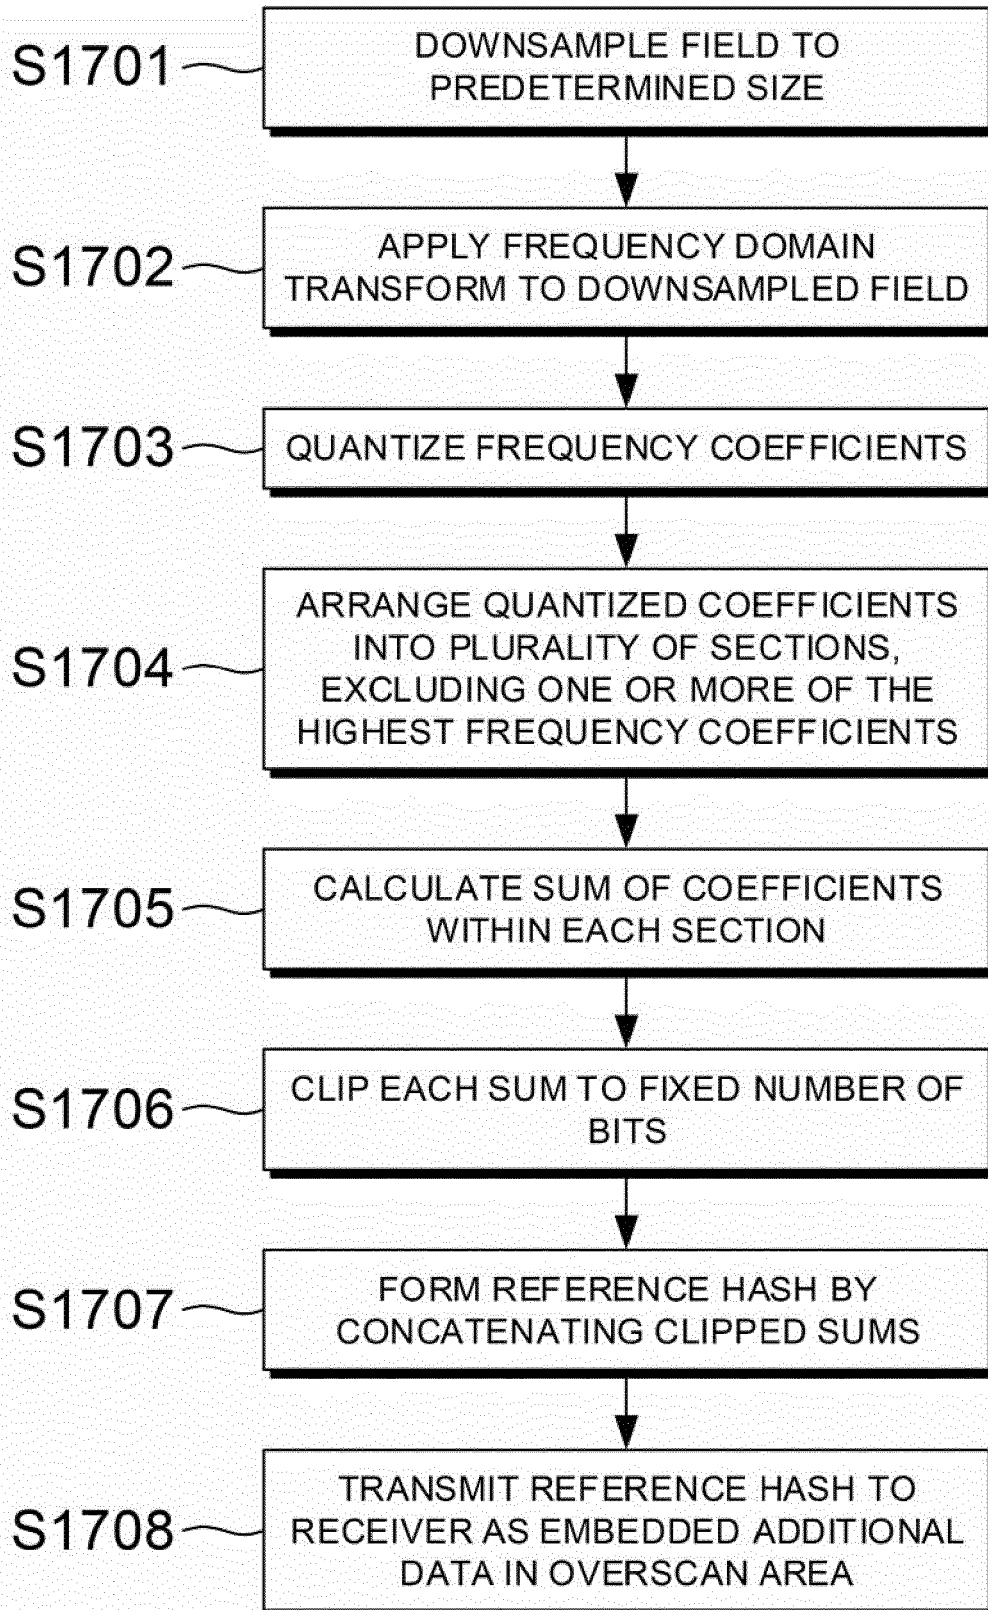 S1701
DOWNSAMPLE FIELD TO
PREDETERMINED SIZE
S1702
APPLY FREQUENCY DOMAIN
TRANSFORM TO DOWNSAMPLED FIELD
S1703
QUANTIZE FREQUENCY COEFFICIENTS
S1704
ARRANGE QUANTIZED COEFFICIENTS
INTO PLURALITY OF SECTIONS,
EXCLUDING ONE OR MORE OF THE
HIGHEST FREQUENCY COEFFICIENTS
S1705
CALCULATE SUM OF COEFFICIENTS
WITHIN EACH SECTION
S1706
CLIP EACH SUM TO FIXED NUMBER OF
BITS
S1707
FORM REFERENCE HASH BY
CONCATENATING CLIPPED SUMS
S1708
TRANSMIT REFERENCE HASH TO
RECEIVER AS EMBEDDED ADDITIONAL
DATA IN OVERSCAN AREA